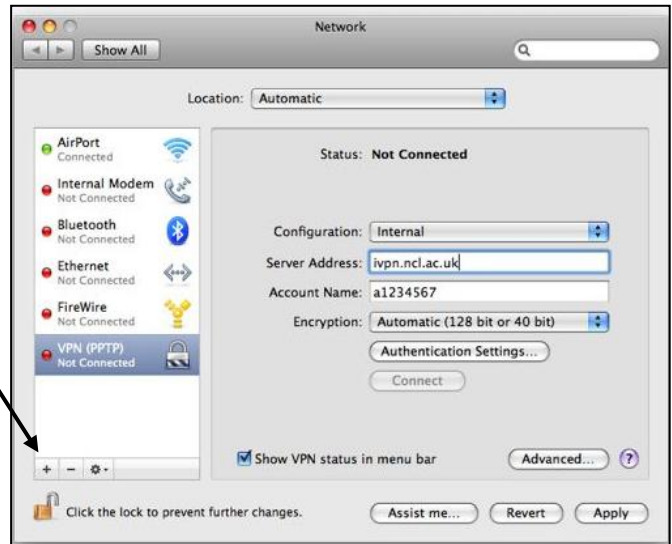 Network
Show All
Location: Automatic
AirPort
Connected
Internal Modem
Not Connected
Bluetooth
Not Connected
Ethernet
Not Connected
FireWire
Not Connected
VPN (PPTP)
Not Connected
+ -
Status: Not Connected
Configuration: Internal
Server Address: ivpn.ncl.ac.uk
Account Name: a1234567
Encryption: Automatic (128 bit or 40 bit)
Authentication Settings...
Connect
Show VPN status in menu bar
Advanced... ?
Click the lock to prevent further changes.
Assist me... Revert Apply